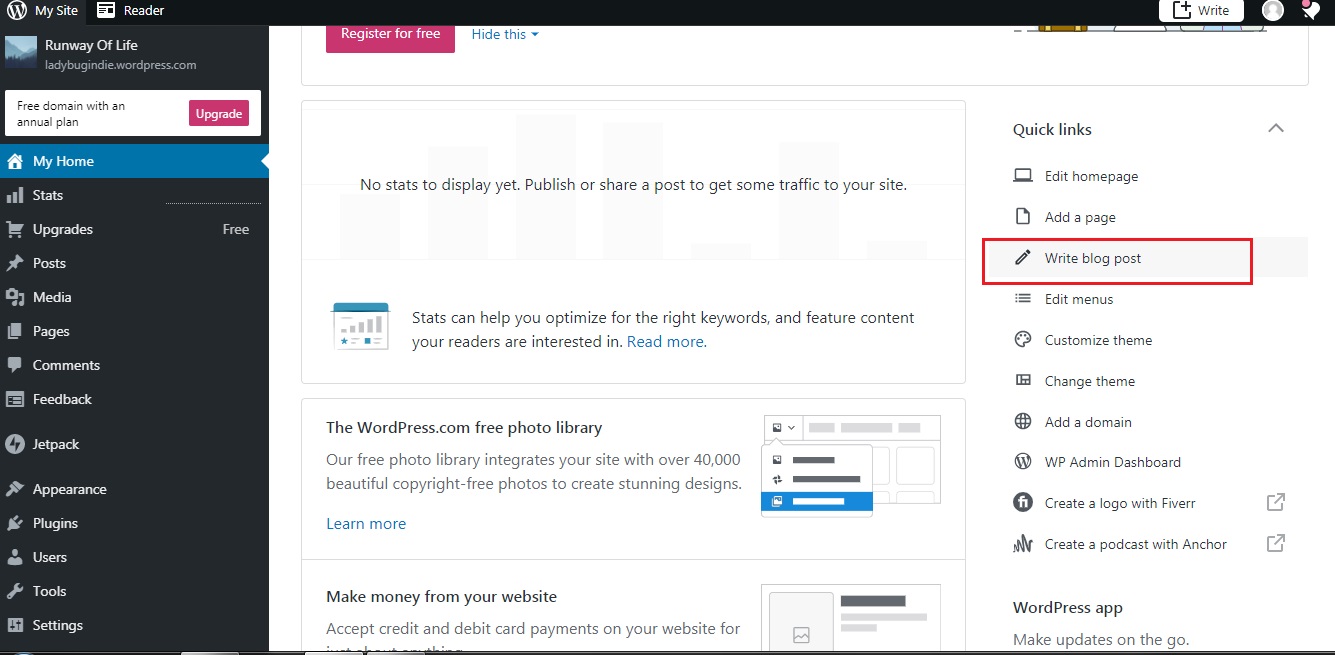 My Site
Reader
Write
Runway Of Life
ladybugindie.wordpress.com
Free domain with an
annual plan
Upgrade
My Home
Stats
Upgrades
Free
Posts
Media
Pages
Comments
Feedback
Jetpack
Appearance
Plugins
Users
Tools
Settings
Register for free
Hide this
No stats to display yet. Publish or share a post to get some traffic to your site.
Stats can help you optimize for the right keywords, and feature content
your readers are interested in. Read more.
The WordPress.com free photo library
Our free photo library integrates your site with over 40,000
beautiful copyright-free photos to create stunning designs.
Learn more
Make money from your website
Accept credit and debit card payments on your website for
just about anything.
Quick links
Edit homepage
Add a page
Write blog post
Edit menus
Customize theme
Change theme
Add a domain
WP Admin Dashboard
fi
Create a logo with Fiverr
Create a podcast with Anchor
WordPress app
Make updates on the go.